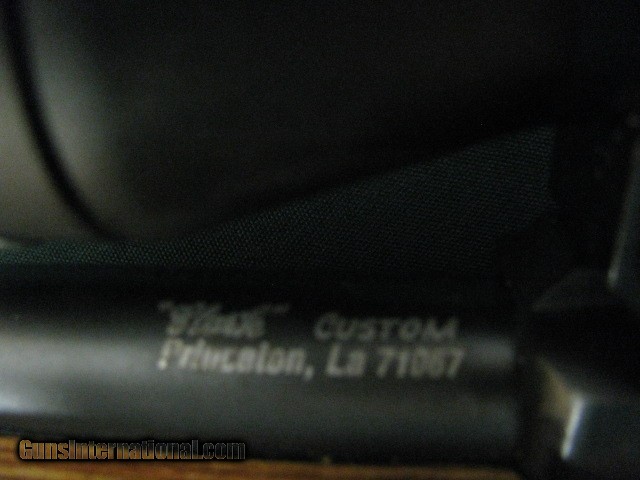 CUSTOM
Princeton, La 71067
GunsInternational.com